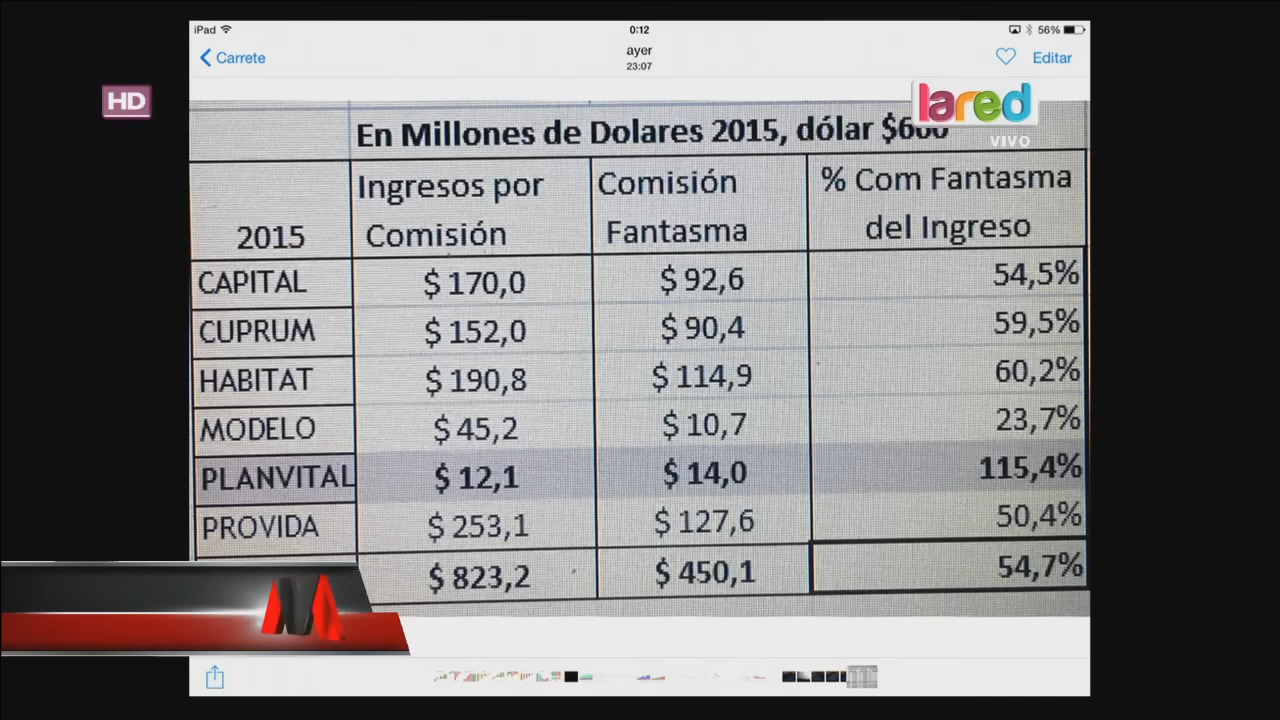 iPad 0:12 56%
Carrete ayer Editar
23:07
HD
lared
VIVO
En Millones de Dolares 2015, dólar $600
2015 Ingresos por Comisión Comisión Fantasma % Com Fantasma del Ingreso
CAPITAL $ 170,0 $ 92,6 54,5%
CUPRUM $ 152,0 $ 90,4 59,5%
HABITAT $ 190,8 $ 114,9 60,2%
MODELO $ 45,2 $ 10,7 23,7%
PLANVITAL $ 12,1 $ 14,0 115,4%
PROVIDA $ 253,1 $ 127,6 50,4%
$ 823,2 $ 450,1 54,7%